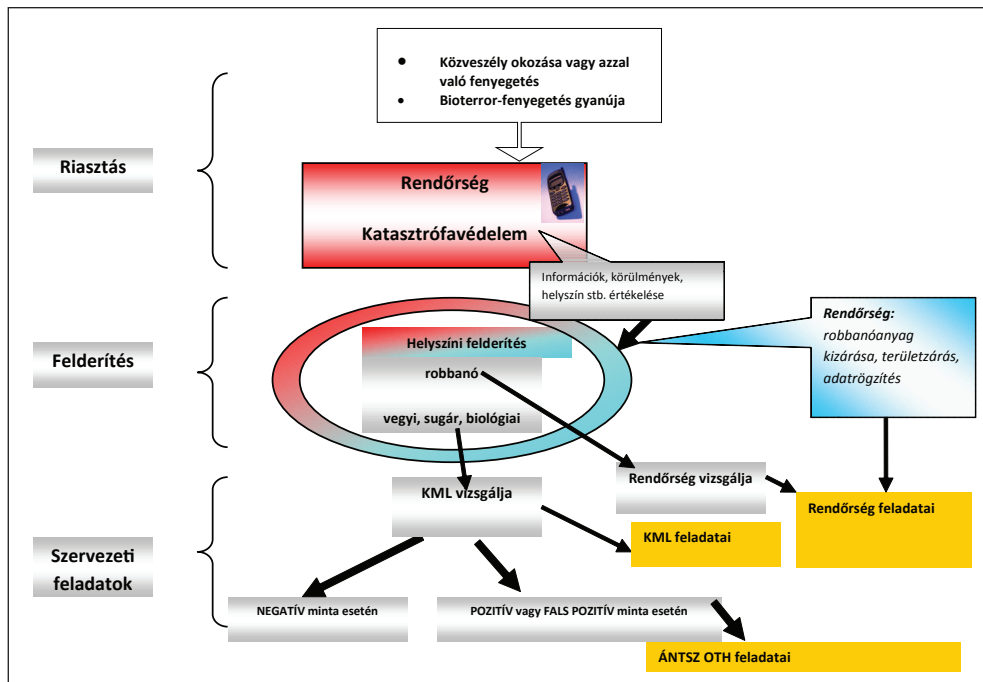 • Közveszély okozása vagy azzal
való fenyegetés
• Bioterror-fenyegetés gyanúja
Riasztás
Rendőrség
Katasztrófavédelem
Információk, körülmények,
helyszín stb. értékelése
Rendőrség:
robbanóanyag
kizárása, területzárás,
adatrögzítés
Felderítés
Helyszíni felderítés
robbanó
vegyi, sugár, biológiai
Rendőrség vizsgálja
KML vizsgálja
Rendőrség feladatai
KML feladatai
Szervezeti
feladatok
NEGATÍV minta esetén
POZITÍV vagy FALS POZITÍV minta esetén
ÁNTSZ OTH feladatai